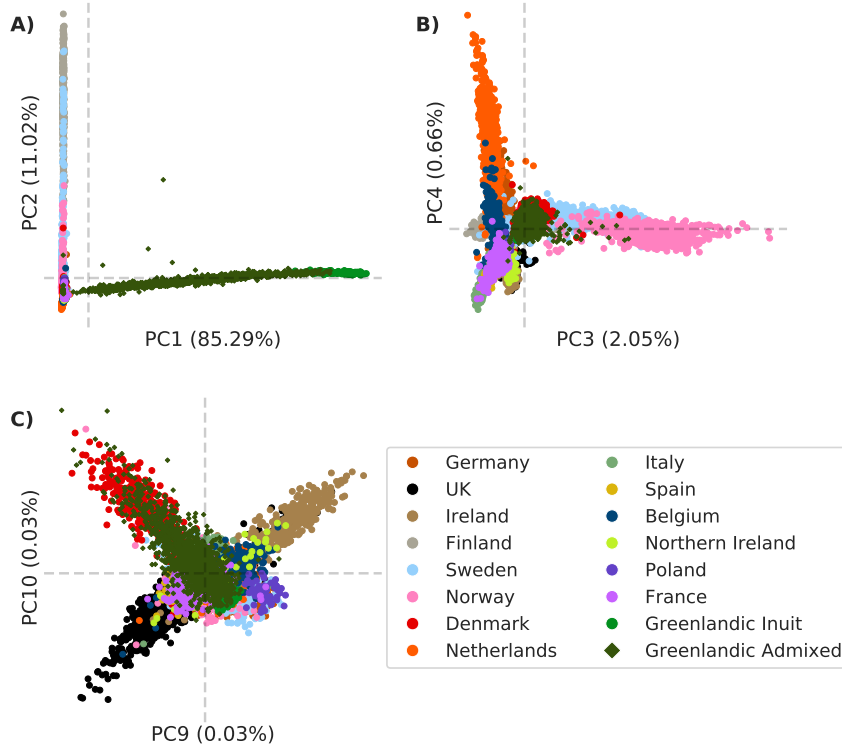 A)
PC2 (11.02%)
PC1 (85.29%)
B)
PC4 (0.66%)
PC3 (2.05%)
C)
PC10 (0.03%)
PC9 (0.03%)
Germany
UK
Ireland
Finland
Sweden
Norway
Denmark
Netherlands
Italy
Spain
Belgium
Northern Ireland
Poland
France
Greenlandic Inuit
Greenlandic Admixed